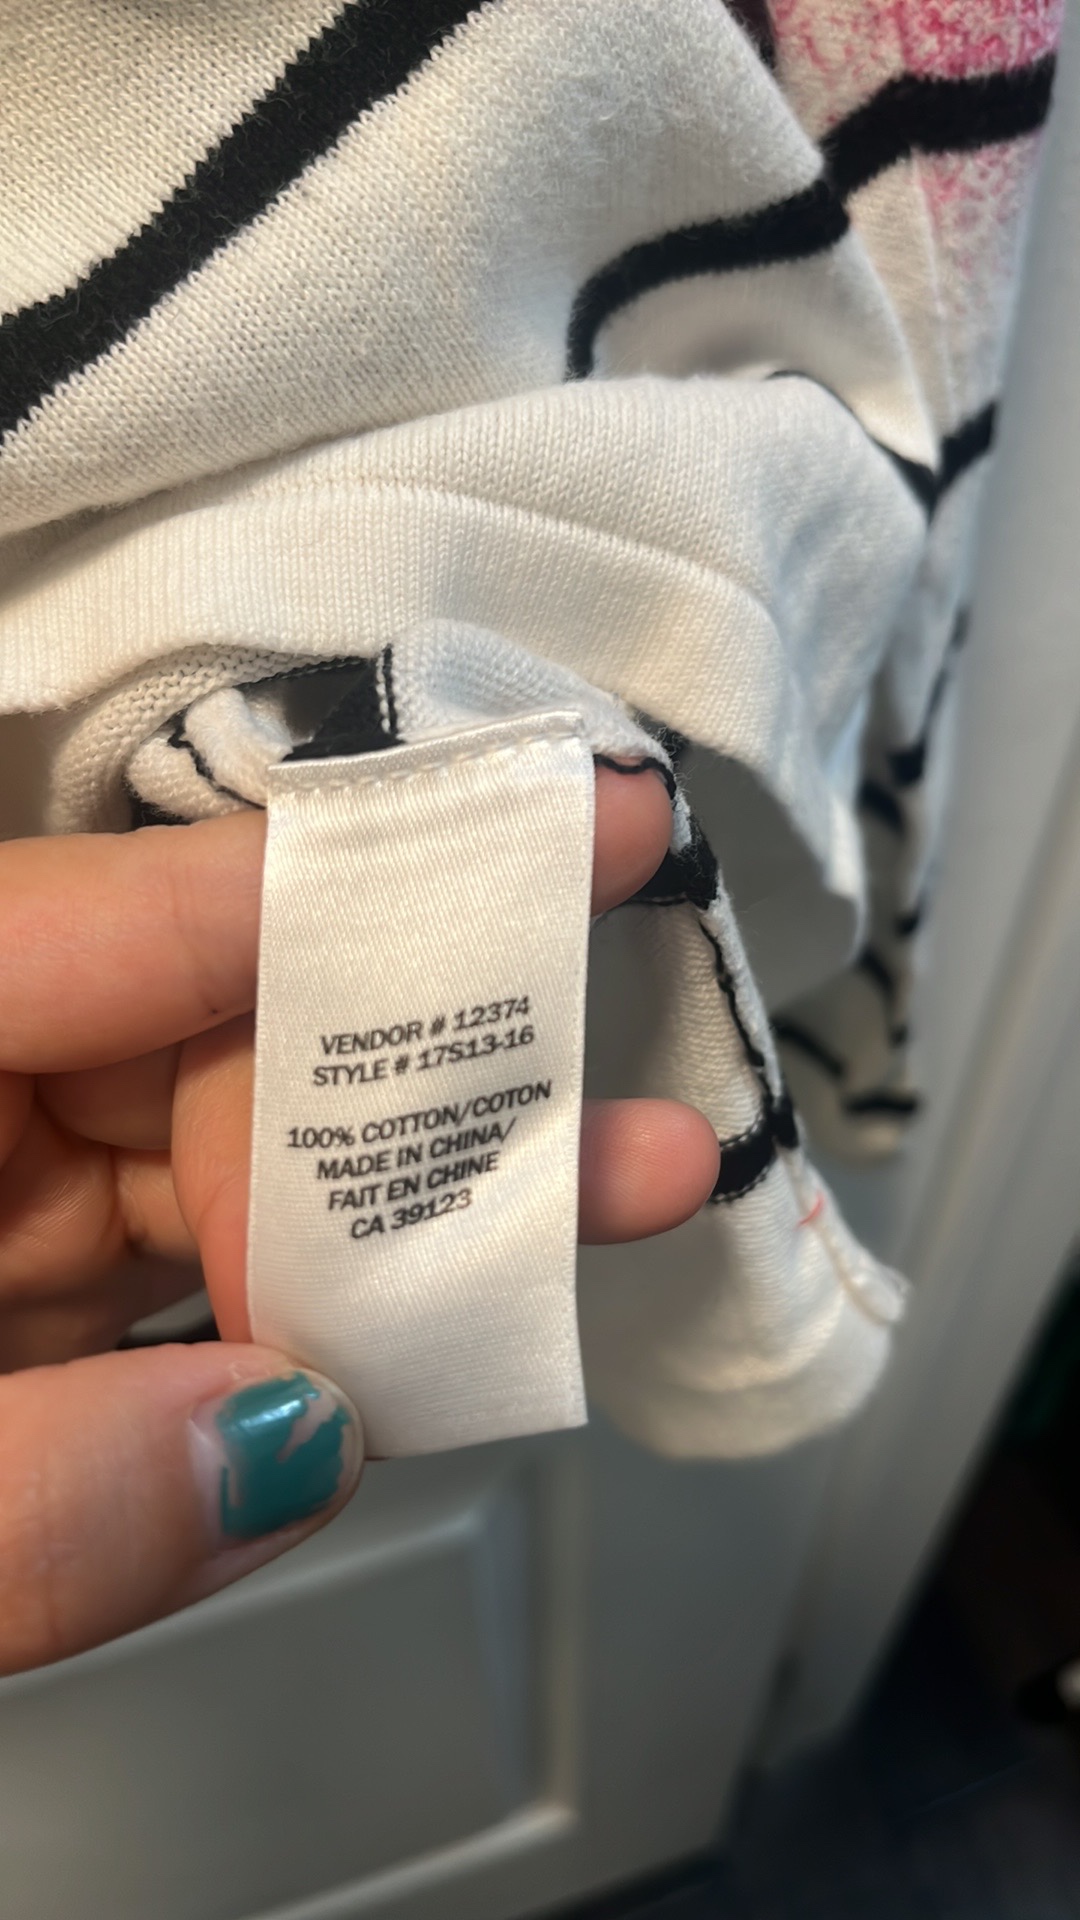 VENDOR # 12374
STYLE # 17S13-16
100% COTTON/COTON
MADE IN CHINA/
FAIT EN CHINE
CA 39123